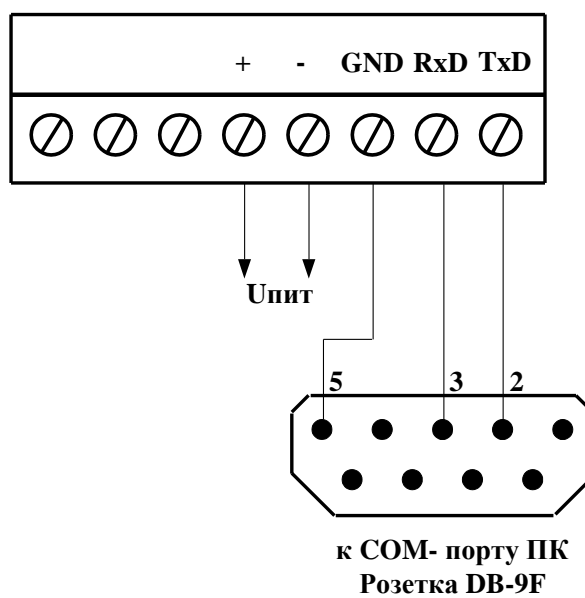 + - GND RxD TxD
Uпит
5 3 2
к COM- порту ПК
Розетка DB-9F